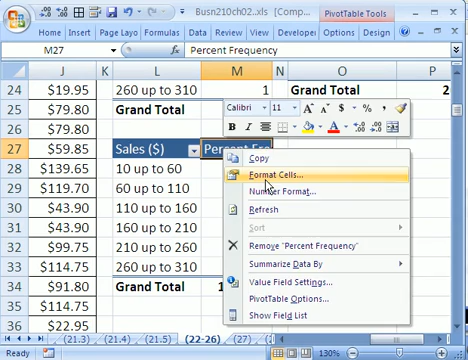 Busn210ch02.xls [Comp... PivotTable Tools
Home Insert Page Layo Formulas Data Review View Develope Options Design
M27 fx Percent Frequency
J K L M N O P
24 $19.95 260 up to 310 1 Grand Total 2
25 $79.80 Grand Total
26 $79.80
27 $59.85 Sales ($) Percent Fre
28 $139.65 10 up to 60
29 $119.70 60 up to 110
30 $43.90 110 up to 160
31 $43.90 160 up to 210
32 $99.75 210 up to 260
33 $114.75 260 up to 310
34 $91.80 Grand Total 1
35 $114.75
36 $22.95
Calibri 11 A A $ % ,
B I A
Copy
Format Cells...
Number Format...
Refresh
Sort
Remove "Percent Frequency"
Summarize Data By
Value Field Settings...
PivotTable Options...
Show Field List
(21.3) (21.4) (21.5) (22-26) (27)
Ready 130%